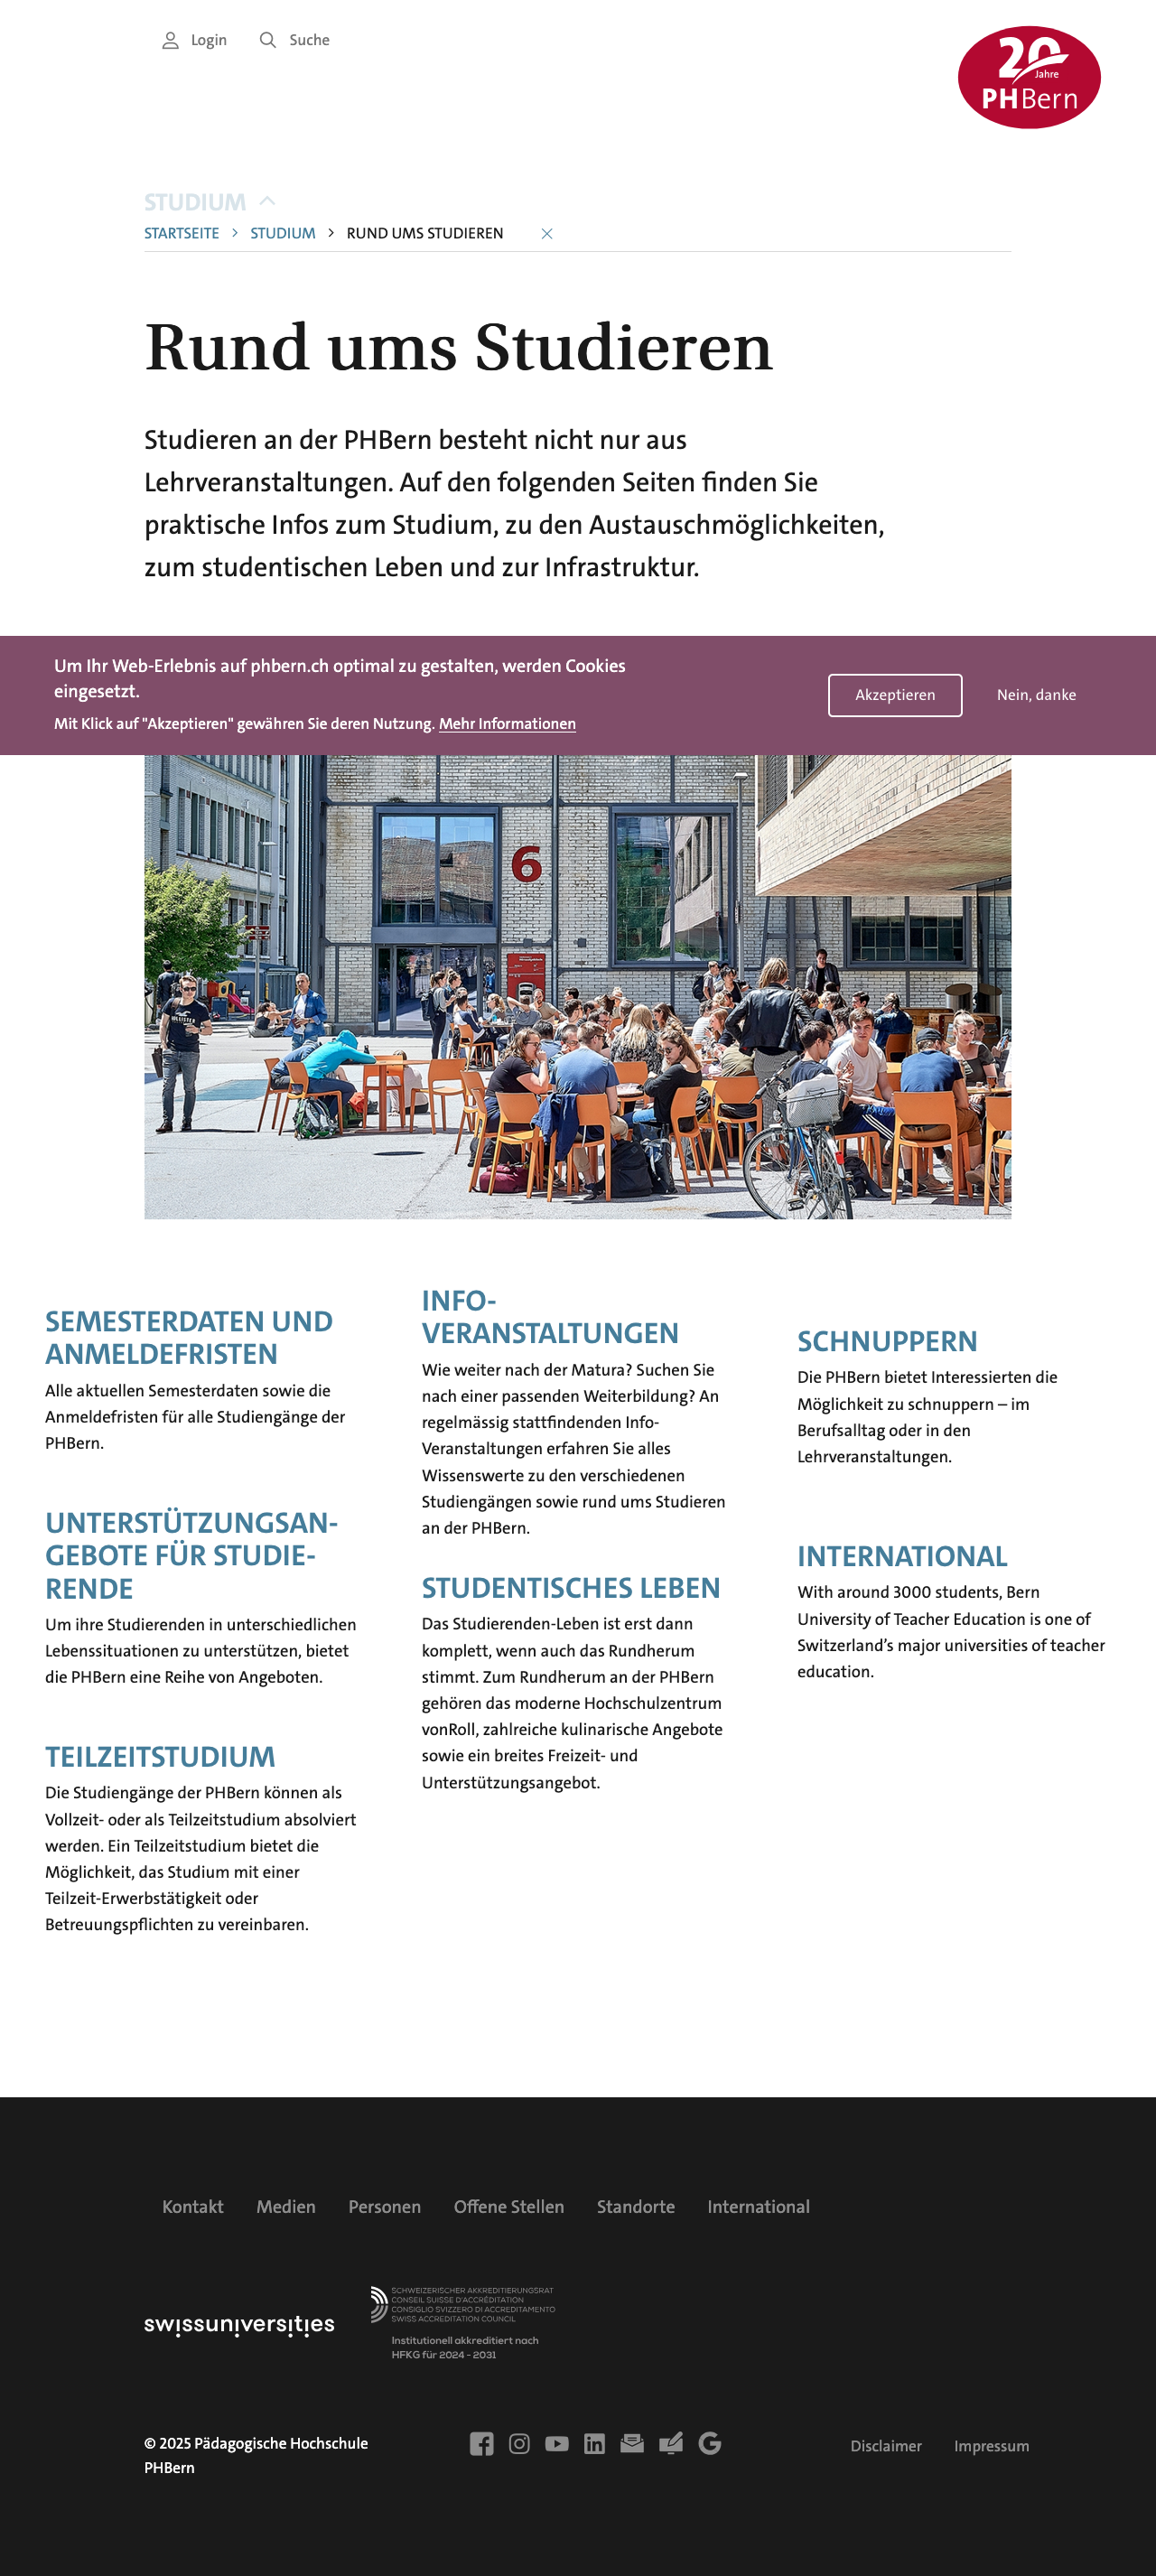 Login
Suche
20
Jahre
PHBern
STUDIUM
STARTSEITE
STUDIUM
RUND UMS STUDIEREN
Rund ums Studieren
Studieren an der PHBern besteht nicht nur aus
Lehrveranstaltungen. Auf den folgenden Seiten finden Sie
praktische Infos zum Studium, zu den Austauschmöglichkeiten,
zum studentischen Leben und zur Infrastruktur.
Um Ihr Web-Erlebnis auf phbern.ch optimal zu gestalten, werden Cookies
eingesetzt.
Mit Klick auf "Akzeptieren" gewähren Sie deren Nutzung. Mehr Informationen
Akzeptieren
Nein, danke
6
SEMESTERDATEN UND
ANMELDEFRISTEN
Alle aktuellen Semesterdaten sowie die
Anmeldefristen für alle Studiengänge der
PHBern.
UNTERSTÜTZUNGSAN-
GEBOTE FÜR STUDIE-
RENDE
Um ihre Studierenden in unterschiedlichen
Lebenssituationen zu unterstützen, bietet
die PHBern eine Reihe von Angeboten.
TEILZEITSTUDIUM
Die Studiengänge der PHBern können als
Vollzeit- oder als Teilzeitstudium absolviert
werden. Ein Teilzeitstudium bietet die
Möglichkeit, das Studium mit einer
Teilzeit-Erwerbstätigkeit oder
Betreuungspflichten zu vereinbaren.
INFO-
VERANSTALTUNGEN
Wie weiter nach der Matura? Suchen Sie
nach einer passenden Weiterbildung? An
regelmässig stattfindenden Info-
Veranstaltungen erfahren Sie alles
Wissenswerte zu den verschiedenen
Studiengängen sowie rund ums Studieren
an der PHBern.
STUDENTISCHES LEBEN
Das Studierenden-Leben ist erst dann
komplett, wenn auch das Rundherum
stimmt. Zum Rundherum an der PHBern
gehören das moderne Hochschulzentrum
vonRoll, zahlreiche kulinarische Angebote
sowie ein breites Freizeit- und
Unterstützungsangebot.
SCHNUPPERN
Die PHBern bietet Interessierten die
Möglichkeit zu schnuppern – im
Berufsalltag oder in den
Lehrveranstaltungen.
INTERNATIONAL
With around 3000 students, Bern
University of Teacher Education is one of
Switzerland’s major universities of teacher
education.
Kontakt
Medien
Personen
Offene Stellen
Standorte
International
swissuniversities
SCHWEIZERISCHER AKKREDITIERUNGSRAT
CONSEIL SUISSE D'ACCRÉDITATION
CONSIGLIO SVIZZERO DI ACCREDITAMENTO
SWISS ACCREDITATION COUNCIL
Institutionell akkreditiert nach
HFKG für 2024 - 2031
© 2025 Pädagogische Hochschule
PHBern
Disclaimer
Impressum